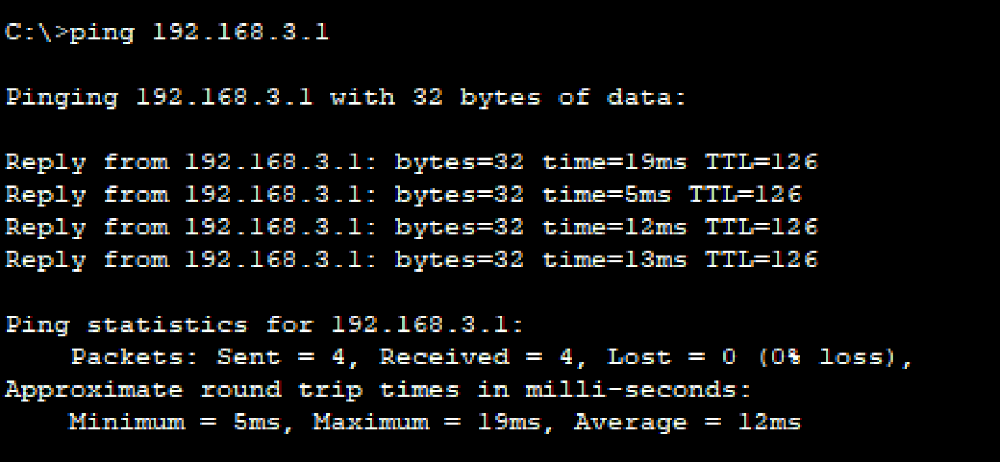 C:\>ping 192.168.3.1
Pinging 192.168.3.1 with 32 bytes of data:
Reply from 192.168.3.1: bytes=32 time=19ms TTL=126
Reply from 192.168.3.1: bytes=32 time=5ms TTL=126
Reply from 192.168.3.1: bytes=32 time=12ms TTL=126
Reply from 192.168.3.1: bytes=32 time=13ms TTL=126
Ping statistics for 192.168.3.1:
    Packets: Sent = 4, Received = 4, Lost = 0 (0% loss),
Approximate round trip times in milli-seconds:
    Minimum = 5ms, Maximum = 19ms, Average = 12ms